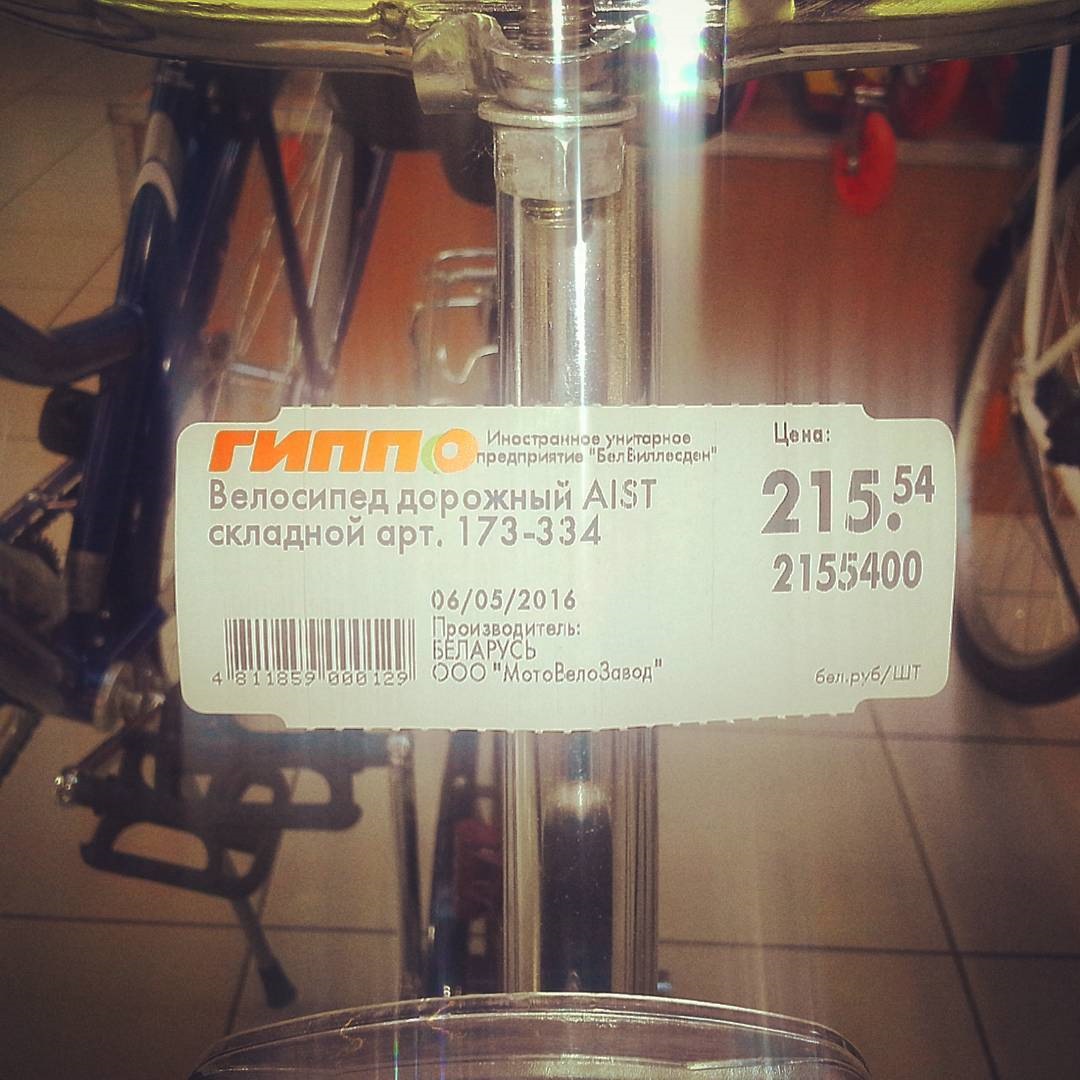 ГИППО
Иностранное унитарное
предприятие "БелВиллесден"
Велосипед дорожный AIST
складной арт. 173-334
Цена:
215.54
2155400
06/05/2016
Производитель:
БЕЛАРУСЬ
ООО "МотоВелоЗавод"
4 811859 000129
бел.руб/ШТ